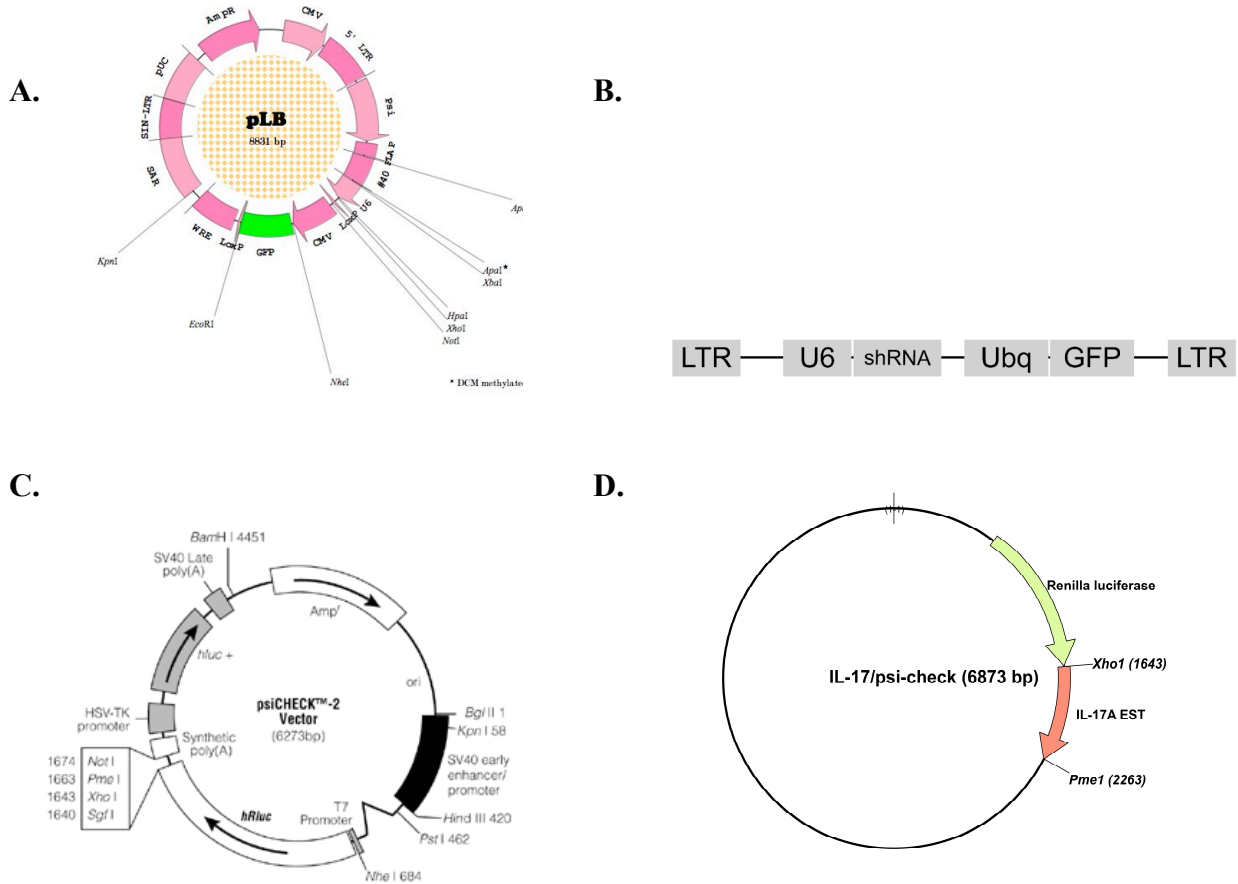 A.
AmpR
CMV
5' LTR
Psi
#40 FLAP
U6
LoxP
CMV
GFP
LoxP
WRE
SAR
SIN-LTR
pUC
pLB
8831 bp
Apa
ApaI*
XbaI
HpaI
XhoI
NotI
NheI
EcoRI
KpnI
* DCM methylated
B.
LTR
U6
shRNA
Ubq
GFP
LTR
C.
BamH I 4451
SV40 Late
poly(A)
Ampʳ
hluc +
ori
psiCHECK™-2
Vector
(6273bp)
HSV-TK
promoter
Synthetic
poly(A)
1674 Not I
1663 Pme I
1643 Xho I
1640 Sgf I
hRluc
T7
Promoter
Bgl II 1
Kpn I 58
SV40 early
enhancer/
promoter
Hind III 420
Pst I 462
Nhe I 684
D.
Renilla luciferase
Xho1 (1643)
IL-17/psi-check (6873 bp)
IL-17A EST
Pme1 (2263)